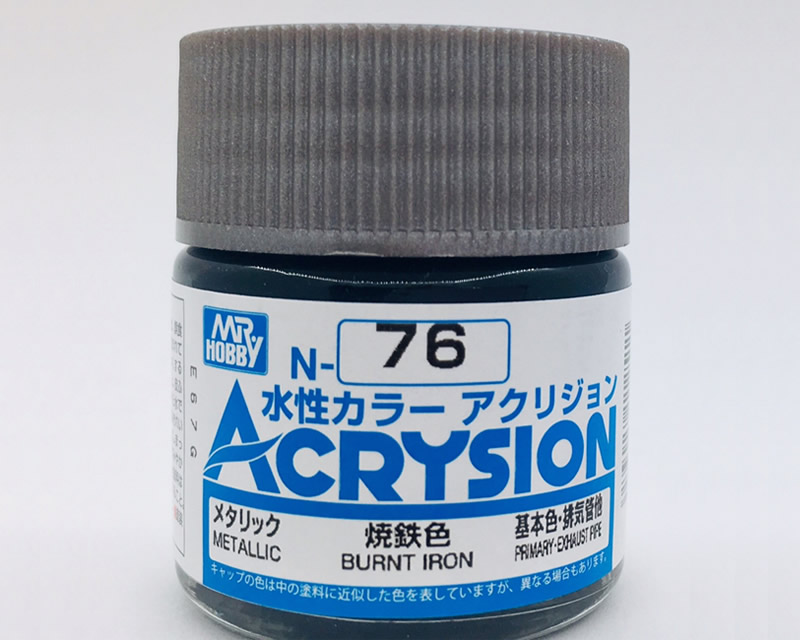 MR. HOBBY
N-76
水性カラー アクリジョン
ACRYSION
メタリック
METALLIC
焼鉄色
BURNT IRON
基本色・排気管他
PRIMARY・EXHAUST PIPE
キャップの色は中の塗料に近似した色を表していますが、異なる場合もあります。
E67G